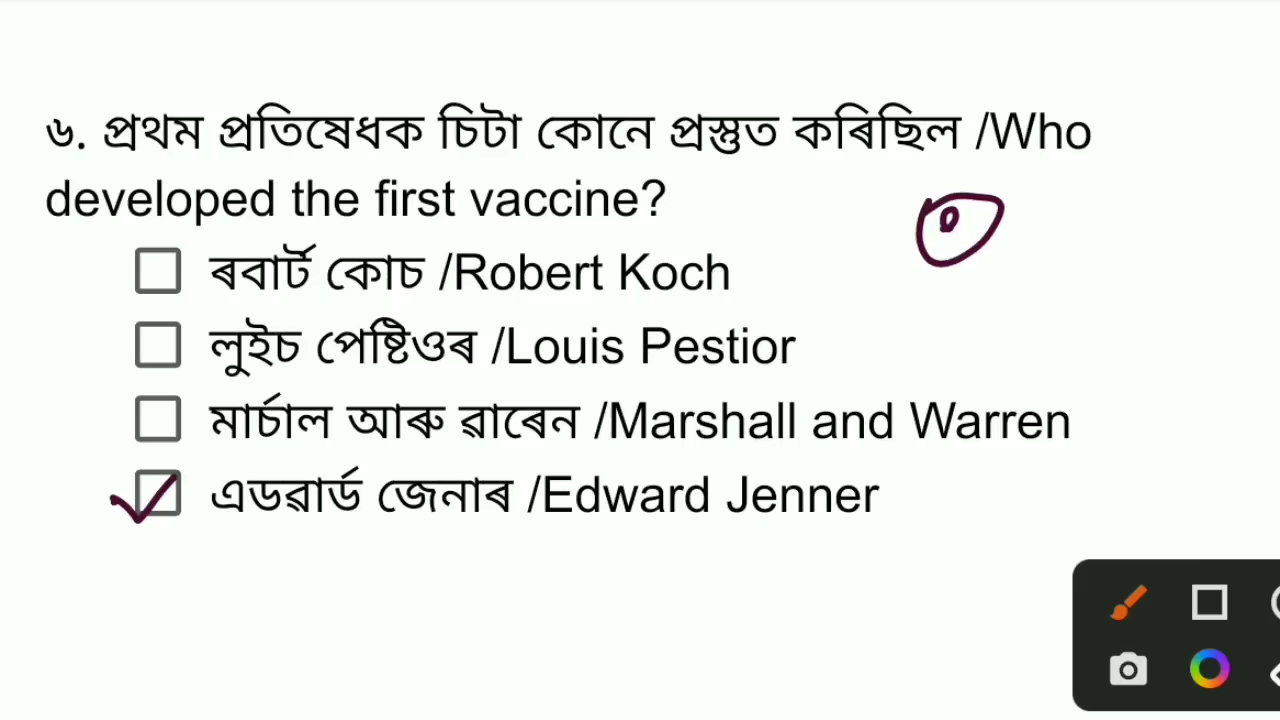 ৬. প্ৰথম প্ৰতিষেধক চিটা কোনে প্ৰস্তুত কৰিছিল /Who
developed the first vaccine?
ৰবাৰ্ট কোচ /Robert Koch
লুইচ পেষ্টিওৰ /Louis Pestior
মাৰ্চাল আৰু ৱাৰেন /Marshall and Warren
এডৱাৰ্ড জেনাৰ /Edward Jenner